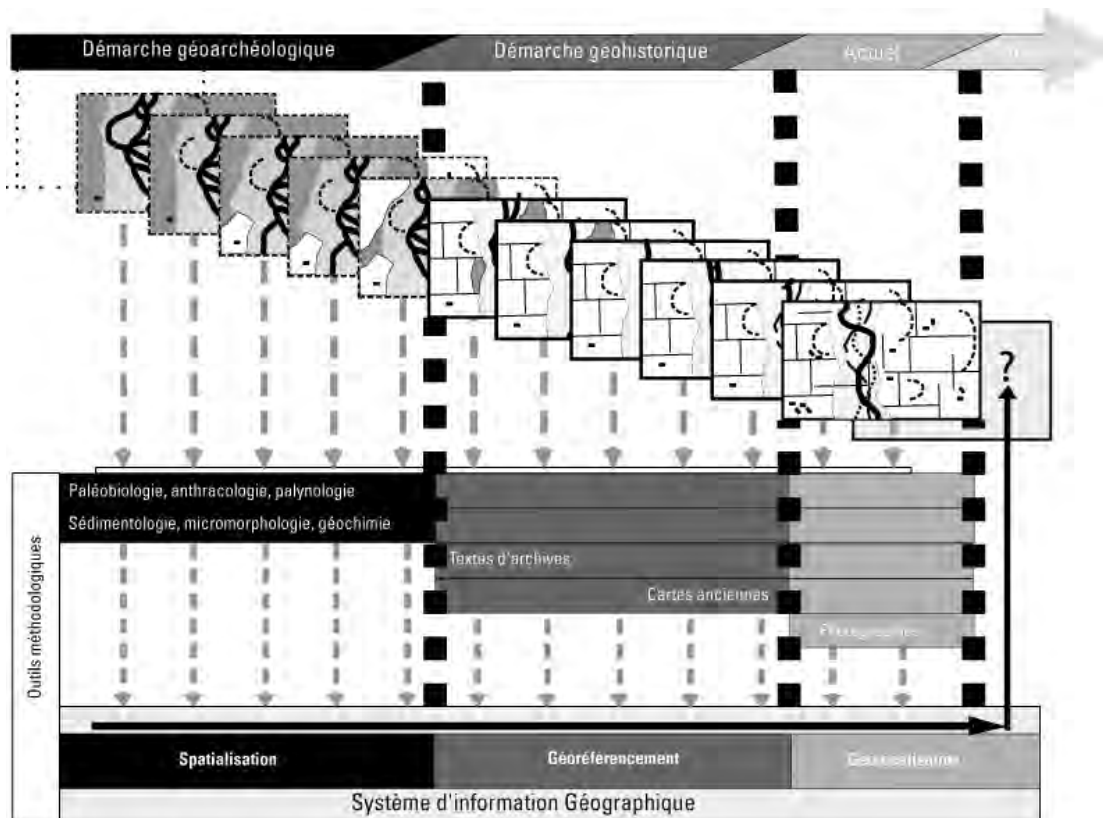 Démarche géoarchéologique
Démarche géohistorique
Actuel
?
Outils méthodologiques
Paléobiologie, anthracologie, palynologie
Sédimentologie, micromorphologie, géochimie
Textes d'archives
Cartes anciennes
Spatialisation
Géoréférencement
Système d'information Géographique